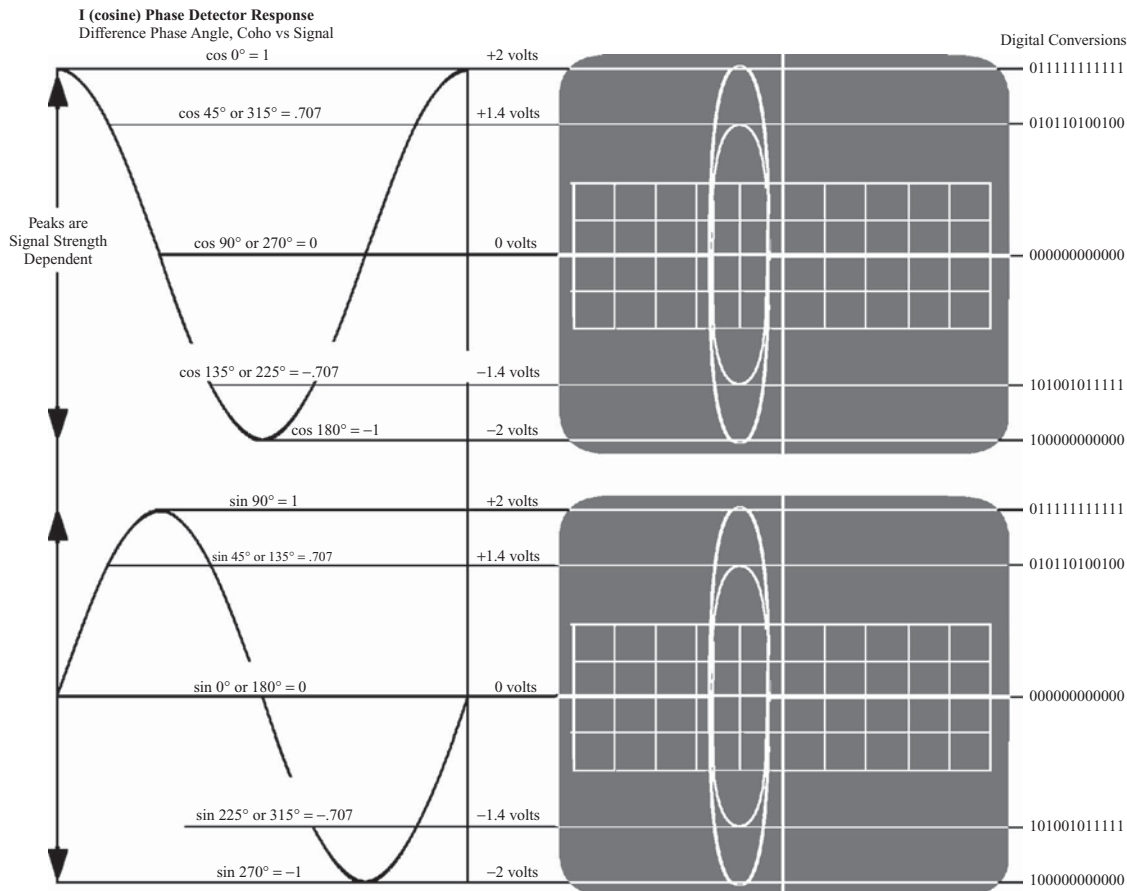 I (cosine) Phase Detector Response
Difference Phase Angle, Coho vs Signal
Digital Conversions
cos 0° = 1
+2 volts
011111111111
cos 45° or 315° = .707
+1.4 volts
010110100100
Peaks are
Signal Strength
Dependent
cos 90° or 270° = 0
0 volts
000000000000
cos 135° or 225° = −.707
−1.4 volts
101001011111
cos 180° = −1
−2 volts
100000000000
sin 90° = 1
+2 volts
011111111111
sin 45° or 135° = .707
+1.4 volts
010110100100
sin 0° or 180° = 0
0 volts
000000000000
sin 225° or 315° = −.707
−1.4 volts
101001011111
sin 270° = −1
−2 volts
100000000000